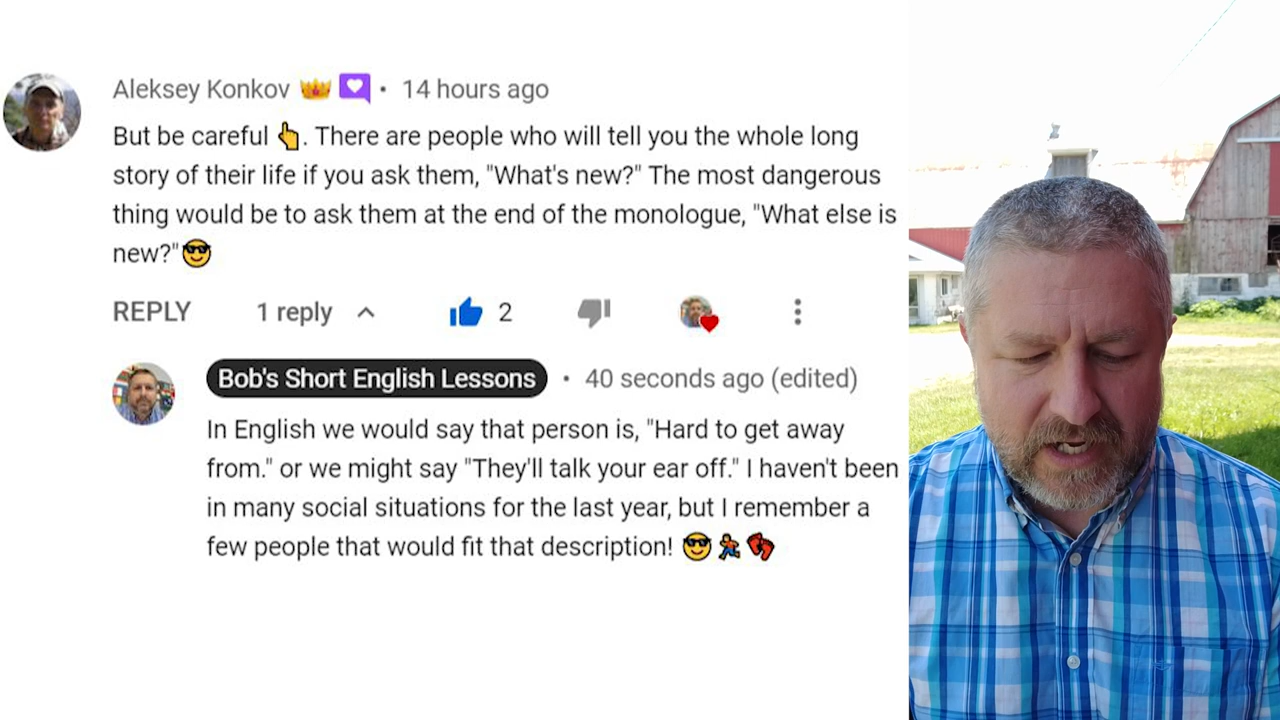 Aleksey Konkov 👑 💜 • 14 hours ago
But be careful 👆. There are people who will tell you the whole long
story of their life if you ask them, "What's new?" The most dangerous
thing would be to ask them at the end of the monologue, "What else is
new?"😎
REPLY 1 reply 2
Bob's Short English Lessons • 40 seconds ago (edited)
In English we would say that person is, "Hard to get away
from." or we might say "They'll talk your ear off." I haven't been
in many social situations for the last year, but I remember a
few people that would fit that description! 😎🏃👣